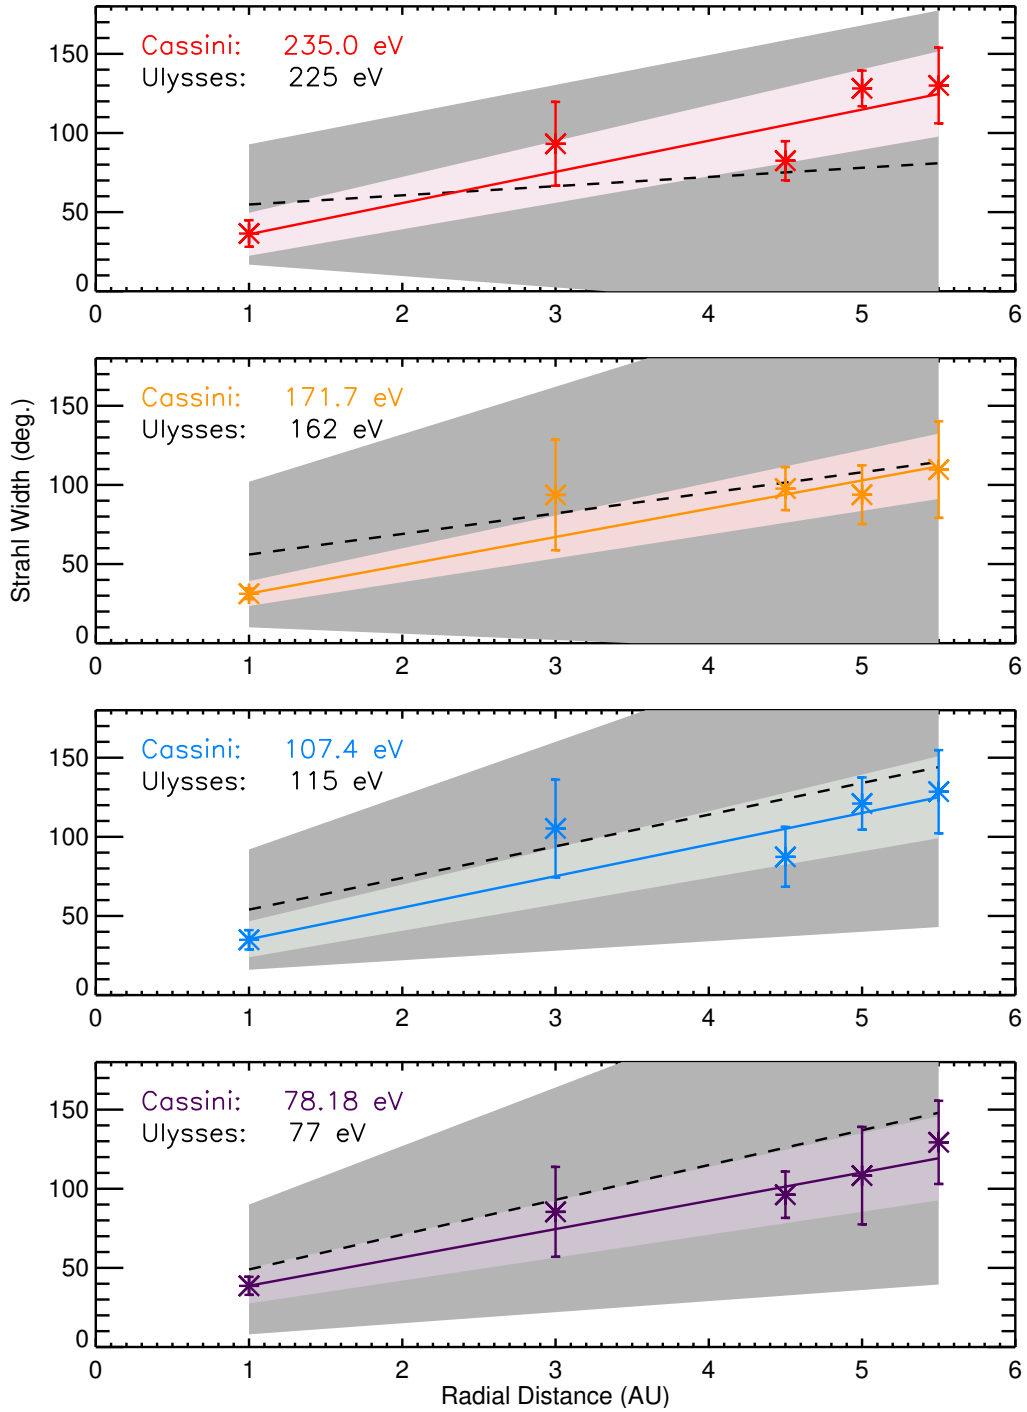 Cassini: 235.0 eV
Ulysses: 225 eV
150
100
50
0
0 1 2 3 4 5 6
Cassini: 171.7 eV
Ulysses: 162 eV
150
100
50
0
0 1 2 3 4 5 6
Strahl Width (deg.)
Cassini: 107.4 eV
Ulysses: 115 eV
150
100
50
0
0 1 2 3 4 5 6
Cassini: 78.18 eV
Ulysses: 77 eV
150
100
50
0
0 1 2 3 4 5 6
Radial Distance (AU)